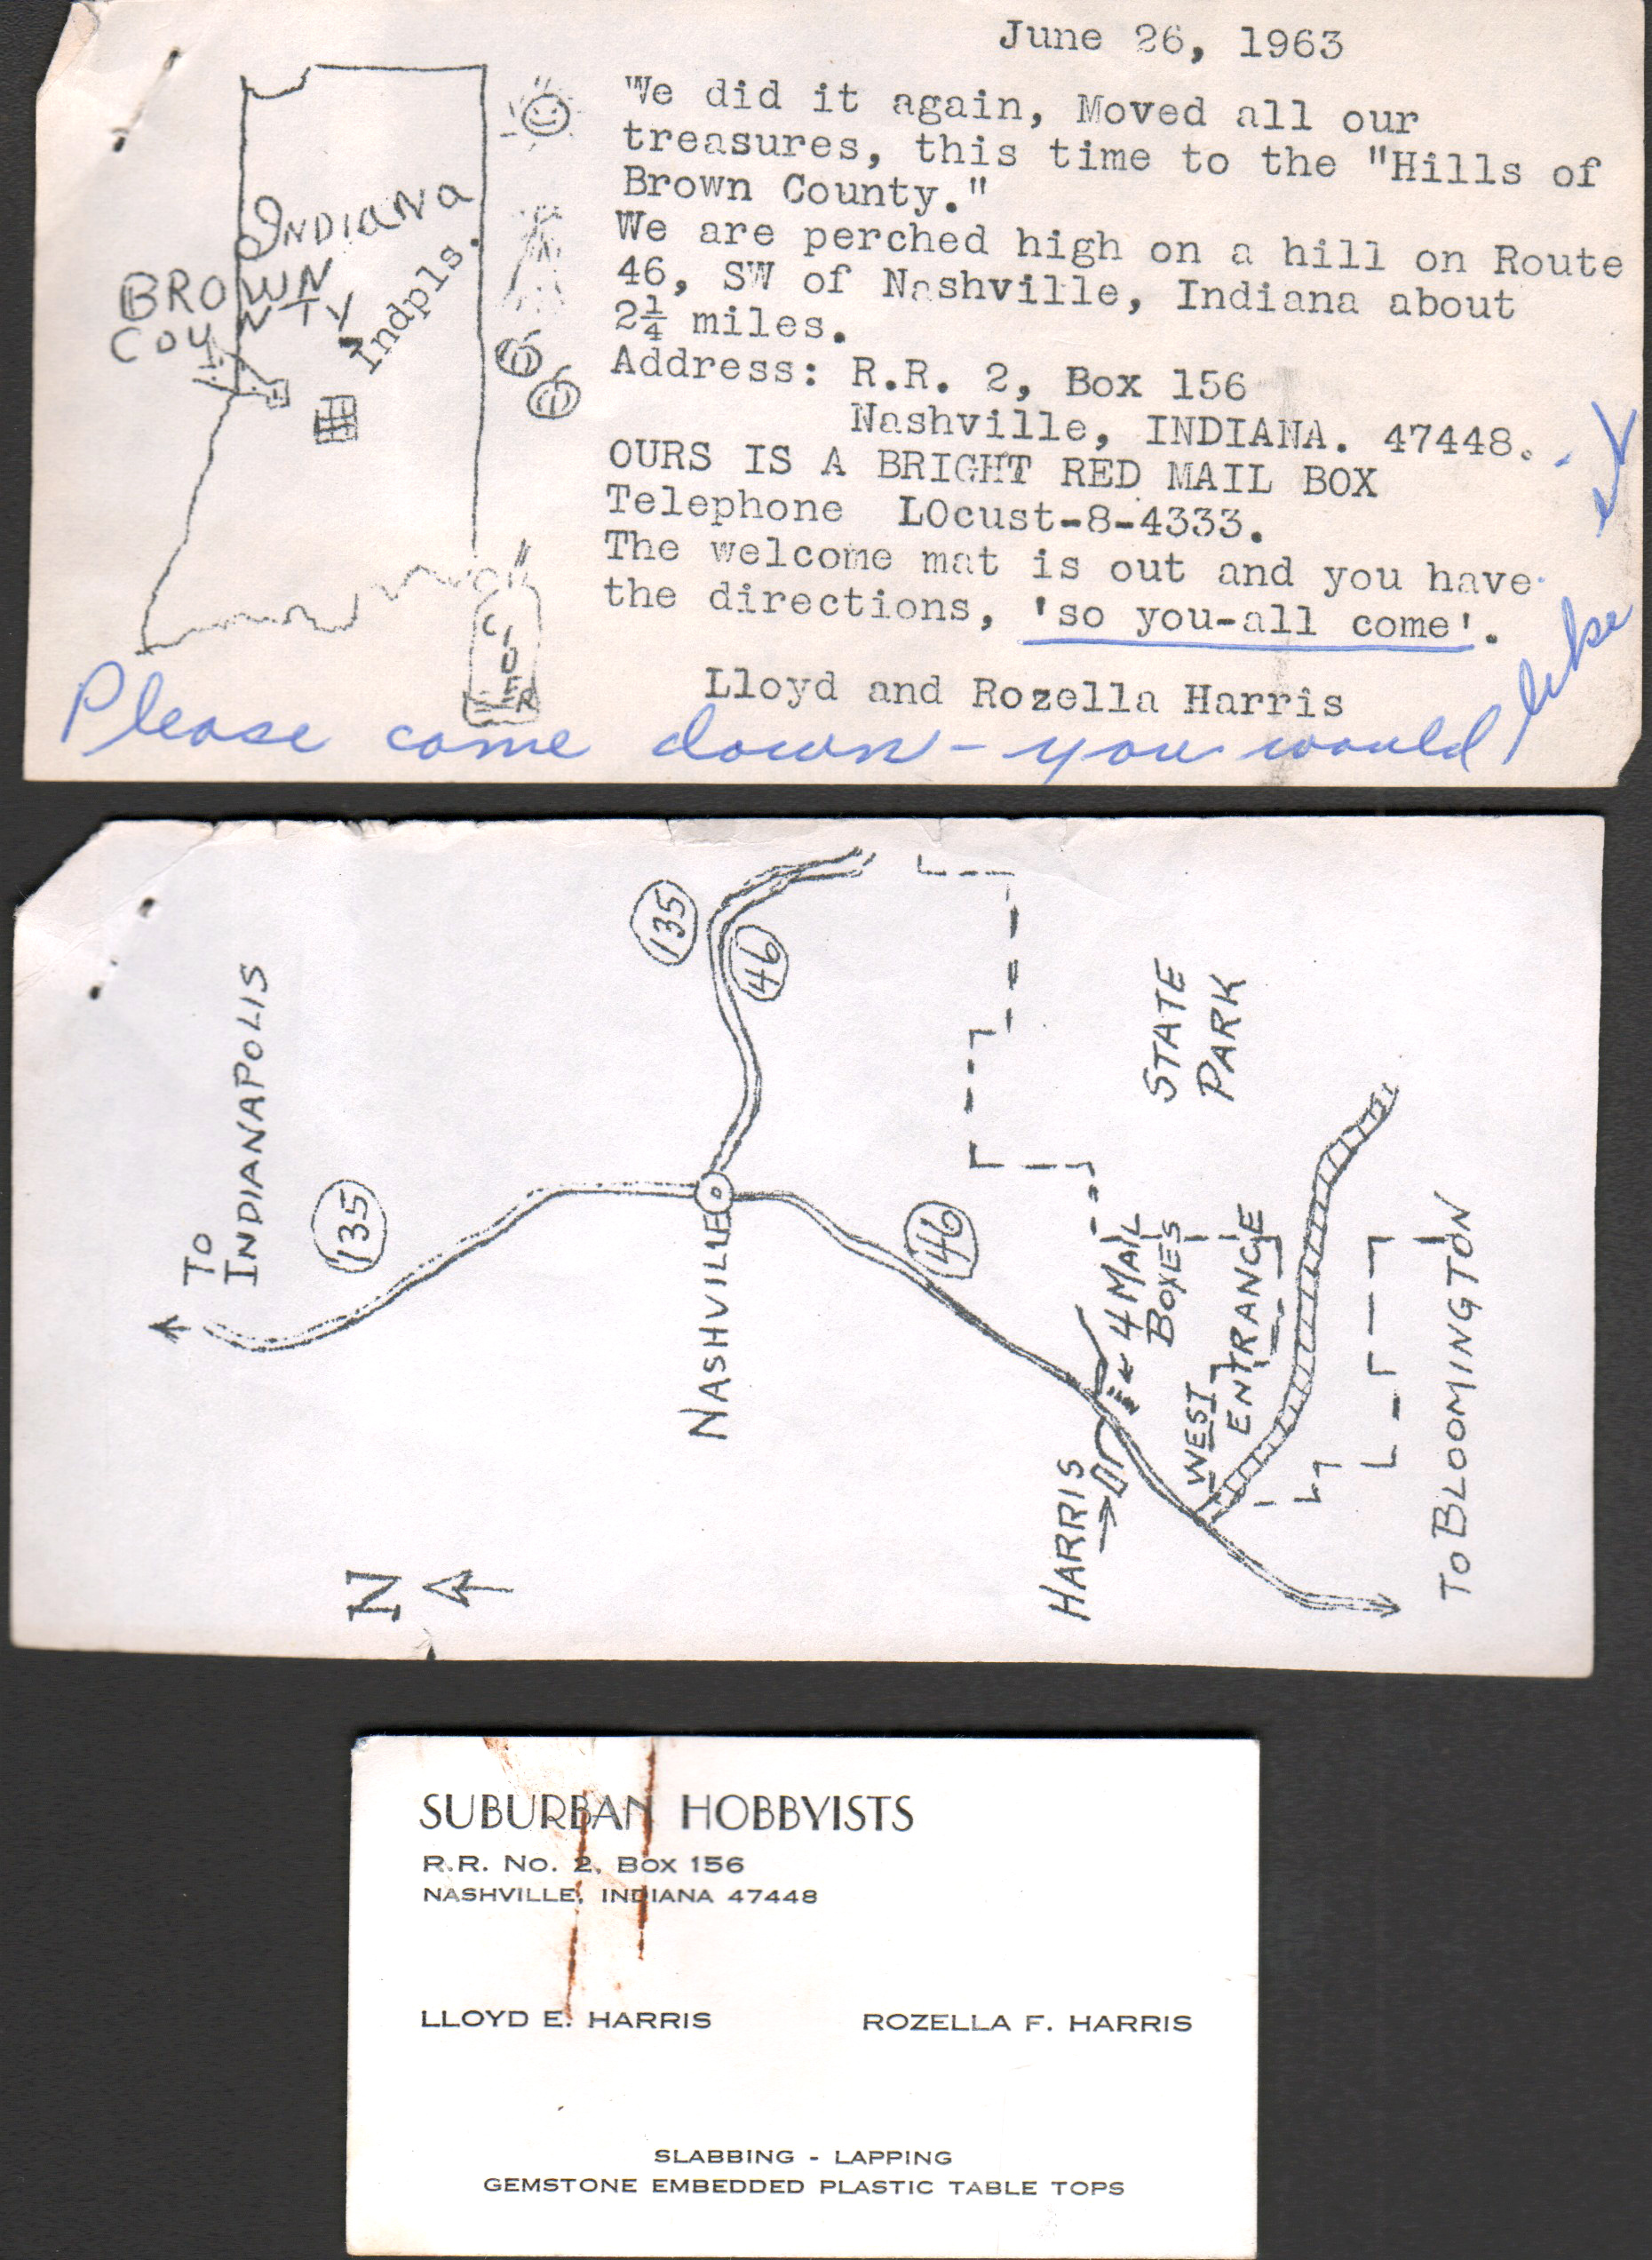 June 26, 1963
We did it again, Moved all our
treasures, this time to the "Hills of
Brown County."
We are perched high on a hill on Route
46, SW of Nashville, Indiana about
2¼ miles.
Address: R.R. 2, Box 156
Nashville, INDIANA. 47448.
OURS IS A BRIGHT RED MAIL BOX
Telephone LOcust-8-4333.
The welcome mat is out and you have
the directions, 'so you-all come'.
Lloyd and Rozella Harris
INDIANA
BROWN
COUNTY
Indpls.
CIDER
Please come down - you would like it
TO
INDIANAPOLIS
135
135
46
NASHVILLE
46
STATE
PARK
4 MAIL
BOXES
WEST
ENTRANCE
HARRIS
TO BLOOMINGTON
N
SUBURBAN HOBBYISTS
R.R. No. 2, Box 156
NASHVILLE, INDIANA 47448
LLOYD E. HARRIS
ROZELLA F. HARRIS
SLABBING - LAPPING
GEMSTONE EMBEDDED PLASTIC TABLE TOPS